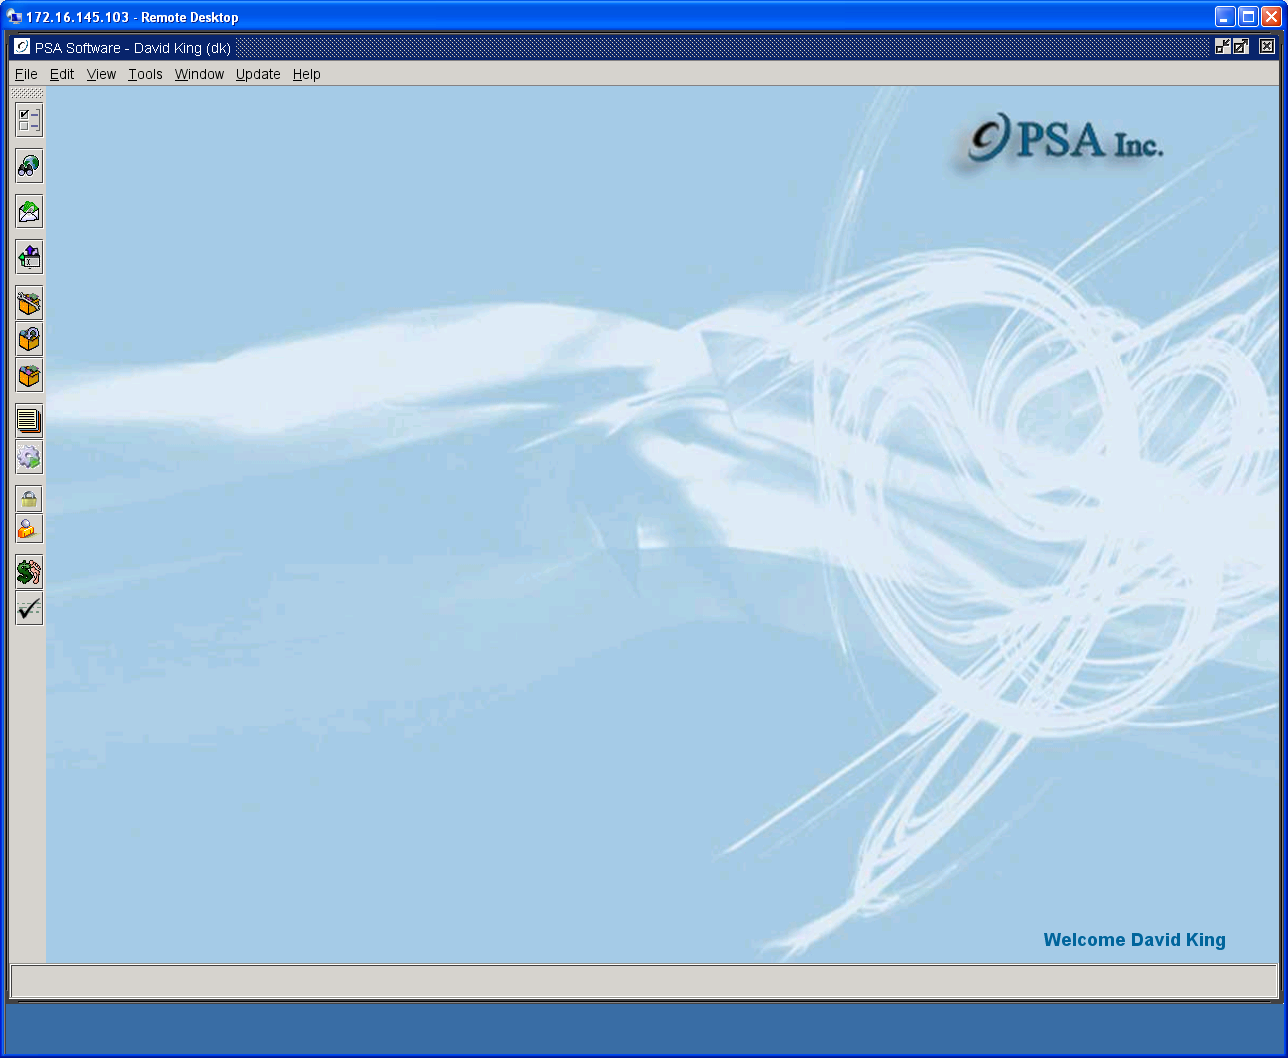 172.16.145.103 - Remote Desktop
PSA Software - David King (dk)
File Edit View Tools Window Update Help
PSA Inc.
Welcome David King